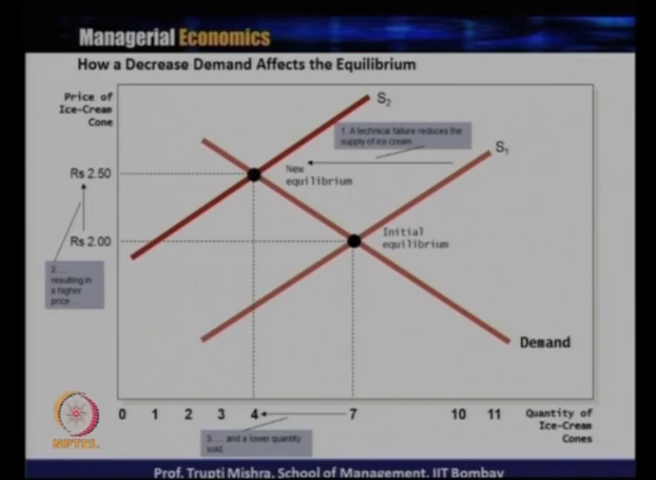 Managerial Economics
How a Decrease Demand Affects the Equilibrium
Price of
Ice-Cream
Cone
S2
1. A technical failure reduces the
supply of ice cream...
S1
Rs 2.50
New
equilibrium
Rs 2.00
Initial
equilibrium
2. ...
resulting in
a higher
price ...
Demand
0 1 2 3 4 7 10 11
Quantity of
Ice-Cream
Cones
3. ... and a lower quantity
sold.
Prof. Trupti Mishra, School of Management, IIT Bombay